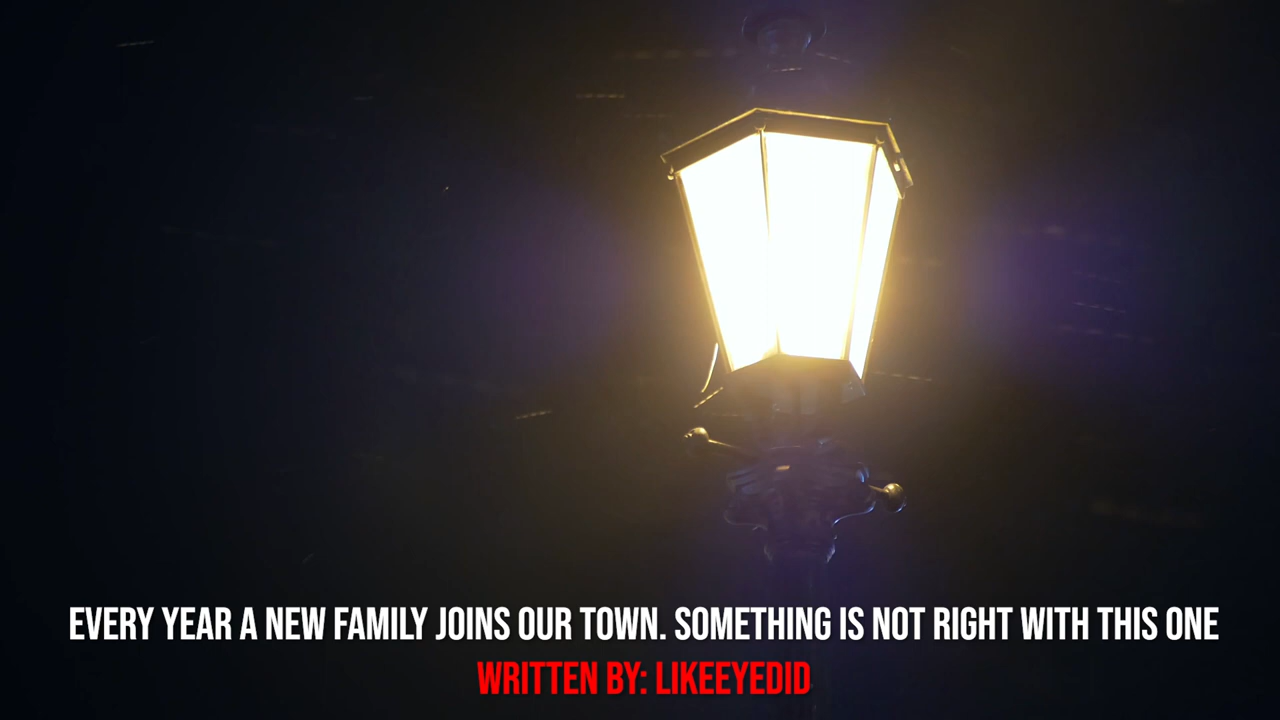 EVERY YEAR A NEW FAMILY JOINS OUR TOWN. SOMETHING IS NOT RIGHT WITH THIS ONE
WRITTEN BY: LIKEEYEDID